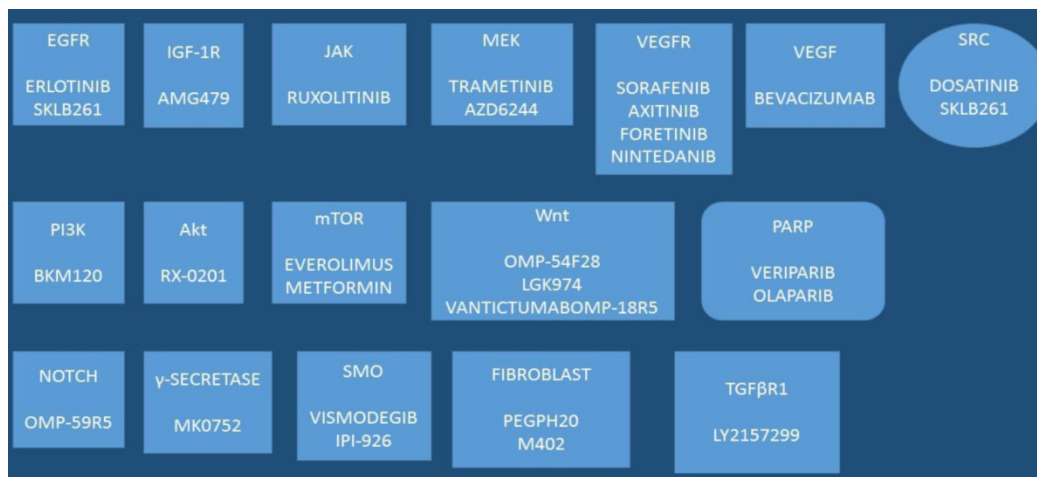 EGFR
ERLOTINIB
SKLB261
IGF-1R
AMG479
JAK
RUXOLITINIB
MEK
TRAMETINIB
AZD6244
VEGFR
SORAFENIB
AXITINIB
FORETINIB
NINTEDANIB
VEGF
BEVACIZUMAB
SRC
DOSATINIB
SKLB261
PI3K
BKM120
Akt
RX-0201
mTOR
EVEROLIMUS
METFORMIN
Wnt
OMP-54F28
LGK974
VANTICTUMABOMP-18R5
PARP
VERIPARIB
OLAPARIB
NOTCH
OMP-59R5
γ-SECRETASE
MK0752
SMO
VISMODEGIB
IPI-926
FIBROBLAST
PEGPH20
M402
TGFβR1
LY2157299